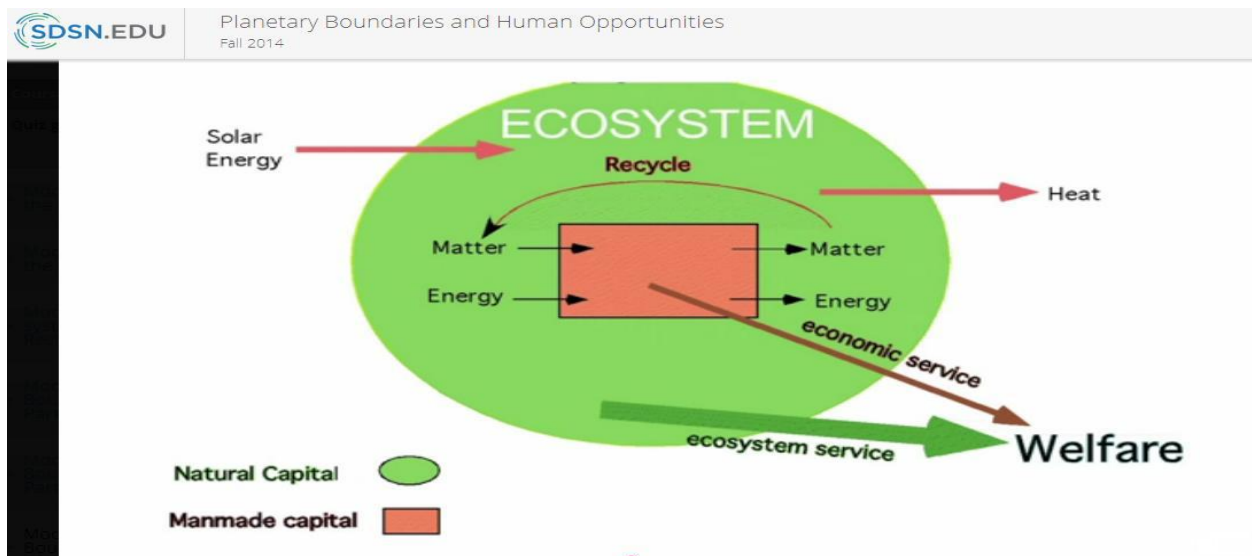 SDSN.EDU
Planetary Boundaries and Human Opportunities
Fall 2014
ECOSYSTEM
Solar
Energy
Recycle
Heat
Matter
Matter
Energy
Energy
economic service
ecosystem service
Welfare
Natural Capital
Manmade capital